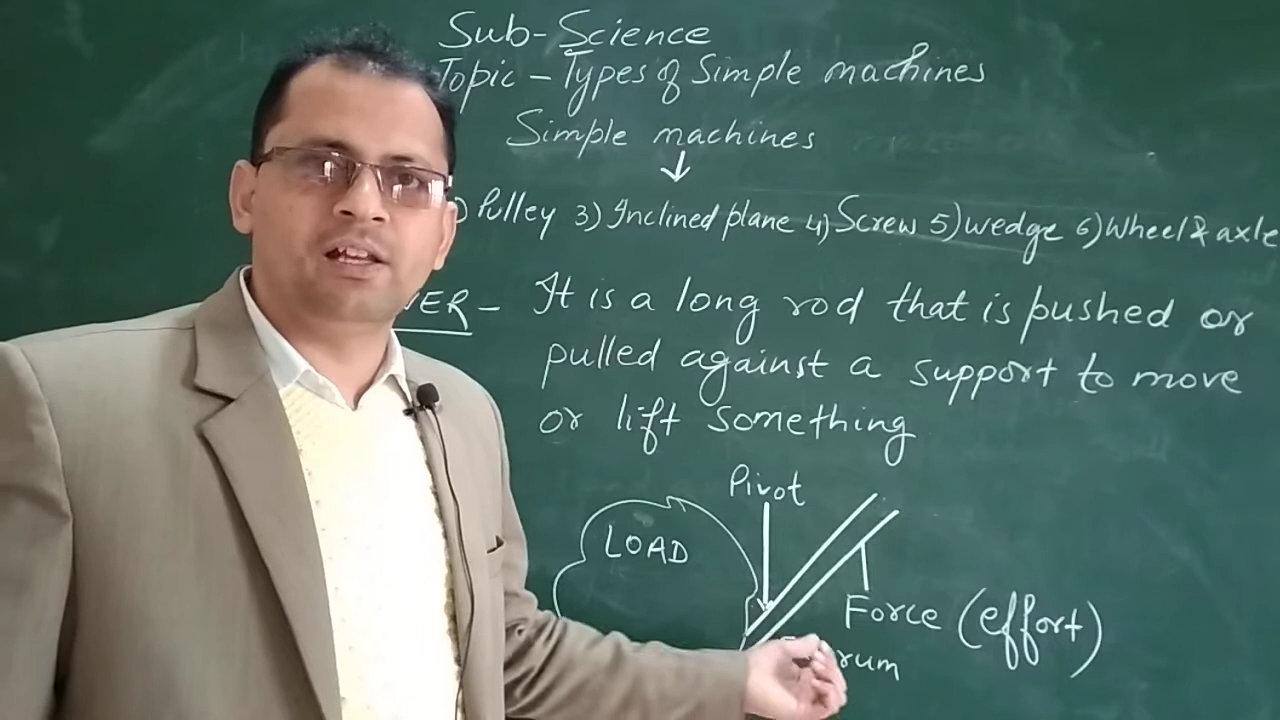 Sub-Science
Topic - Types of Simple machines
Simple machines
) Pulley 3) Inclined plane 4) Screw 5) wedge 6) Wheel & axle
VER - It is a long rod that is pushed or
pulled against a support to move
or lift something
Pivot
LOAD
Force (effort)
rum